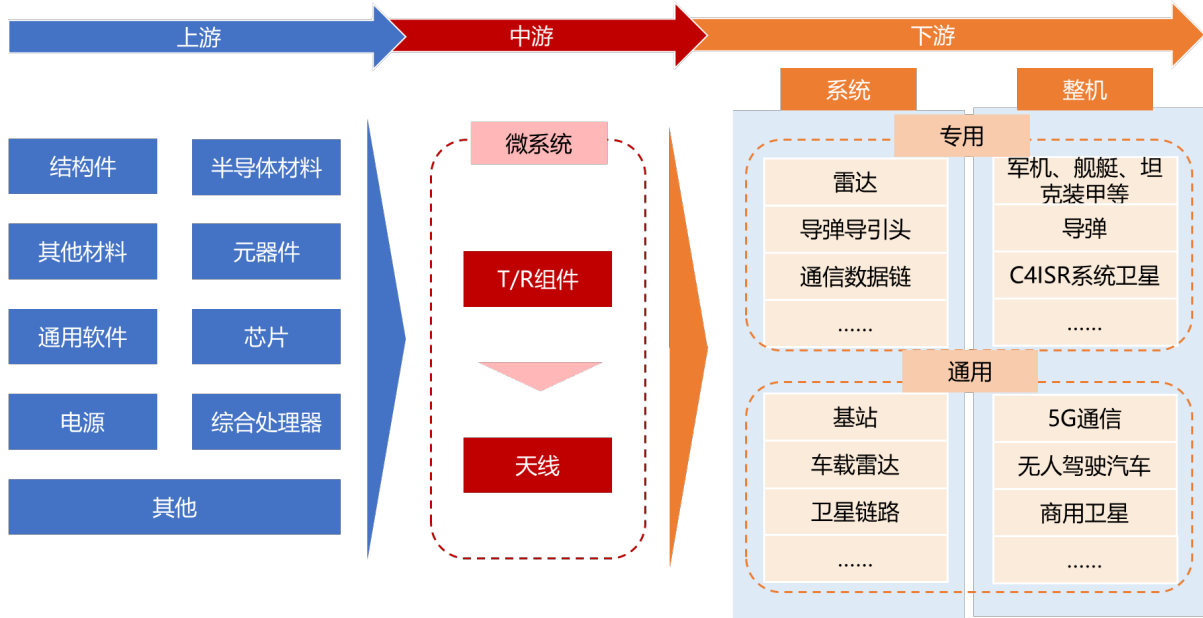 上游
中游
下游
结构件
半导体材料
其他材料
元器件
通用软件
芯片
电源
综合处理器
其他
微系统
T/R组件
天线
系统
整机
专用
雷达
军机、舰艇、坦
克装甲等
导弹导引头
导弹
通信数据链
C4ISR系统卫星
......
......
通用
基站
5G通信
车载雷达
无人驾驶汽车
卫星链路
商用卫星
......
......